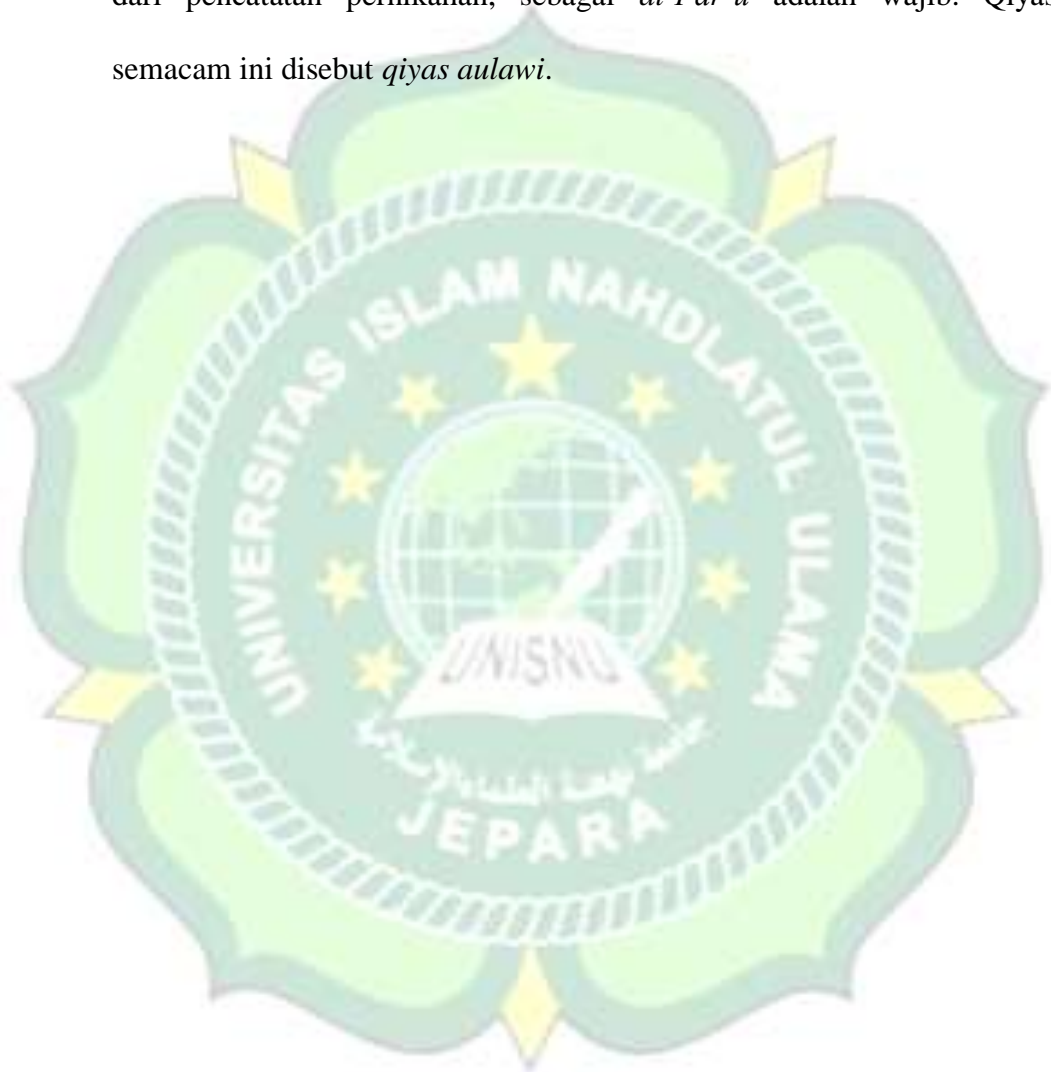 dari pencatatan pernikahan, sebagai al-Far'u adalah wajib. Qiyas
semacam ini disebut qiyas aulawi.
UNIVERSITAS ISLAM NAHDLATUL ULAMA
UNISNU
JEPARA